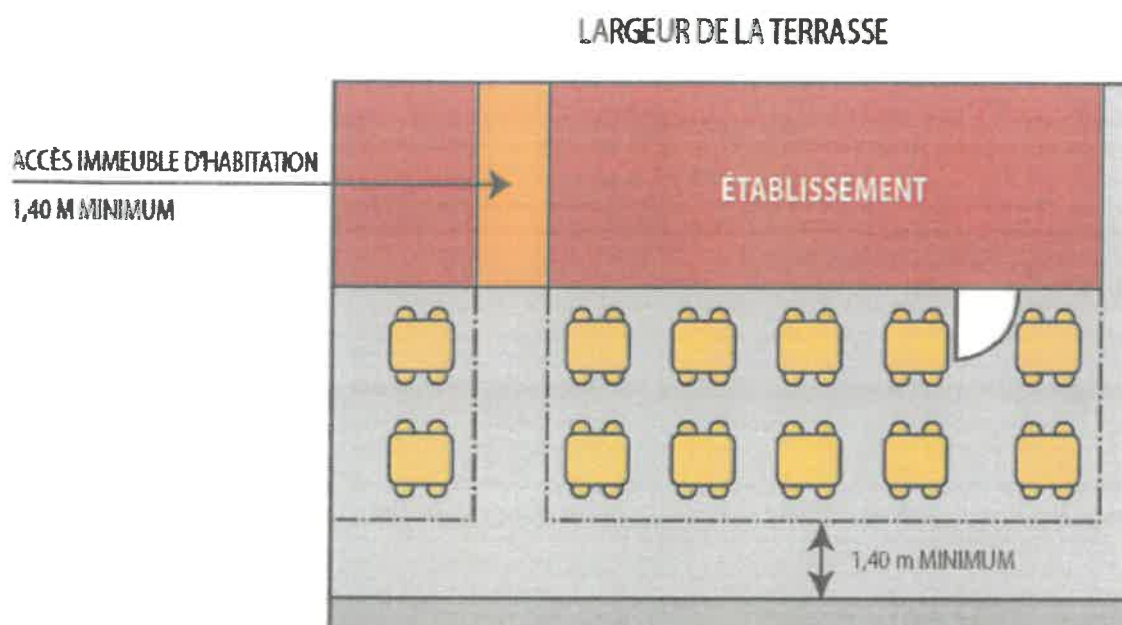 LARGEUR DE LA TERRASSE
ACCÈS IMMEUBLE D'HABITATION
1,40 M MINIMUM
ÉTABLISSEMENT
1,40 m MINIMUM